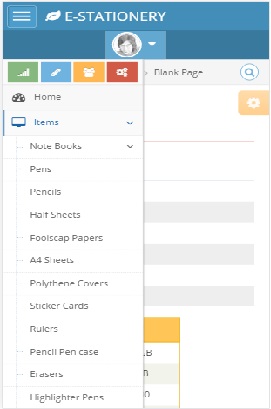 E-STATIONERY
Blank Page
Home
Items
Note Books
Pens
Pencils
Half Sheets
Foolscap Papers
A4 Sheets
Polythene Covers
Sticker Cards
Rulers
Pencil Pen case
Erasers
Highlighter Pens